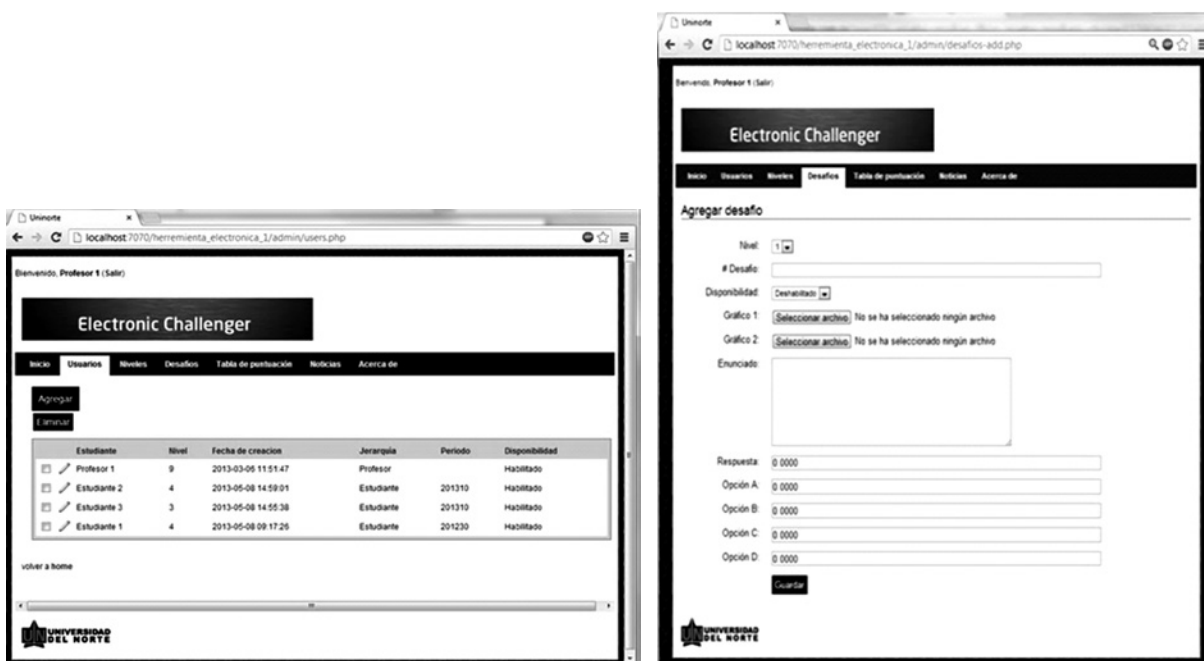 Uninorte
localhost:7070/herremienta_electronica_1/admin/users.php
Bienvenido, Profesor 1 (Salir)
Electronic Challenger
Inicio Usuarios Niveles Desafíos Tabla de puntuación Noticias Acerca de
Agregar
Eliminar
Estudiante Nivel Fecha de creacion Jerarquia Periodo Disponibilidad
Profesor 1 9 2013-03-06 11:51:47 Profesor Habilitado
Estudiante 2 4 2013-05-08 14:59:01 Estudiante 201310 Habilitado
Estudiante 3 3 2013-05-08 14:55:38 Estudiante 201310 Habilitado
Estudiante 1 4 2013-05-08 09:17:26 Estudiante 201230 Habilitado
volver a home
UN UNIVERSIDAD
DEL NORTE
Uninorte
localhost:7070/herremienta_electronica_1/admin/desafios-add.php
Bienvenido, Profesor 1 (Salir)
Electronic Challenger
Inicio Usuarios Niveles Desafíos Tabla de puntuación Noticias Acerca de
Agregar desafío
Nivel: 1
# Desafío:
Disponibilidad: Deshabilitado
Gráfico 1: Seleccionar archivo No se ha seleccionado ningún archivo
Gráfico 2: Seleccionar archivo No se ha seleccionado ningún archivo
Enunciado:
Respuesta: 0.0000
Opción A: 0.0000
Opción B: 0.0000
Opción C: 0.0000
Opción D: 0.0000
Guardar
UN UNIVERSIDAD
DEL NORTE